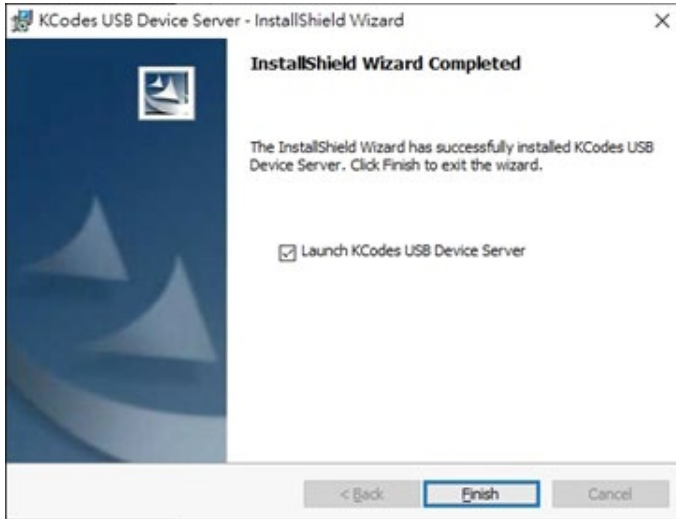 KCodes USB Device Server - InstallShield Wizard
InstallShield Wizard Completed
The InstallShield Wizard has successfully installed KCodes USB
Device Server. Click Finish to exit the wizard.
Launch KCodes USB Device Server
< Back Finish Cancel